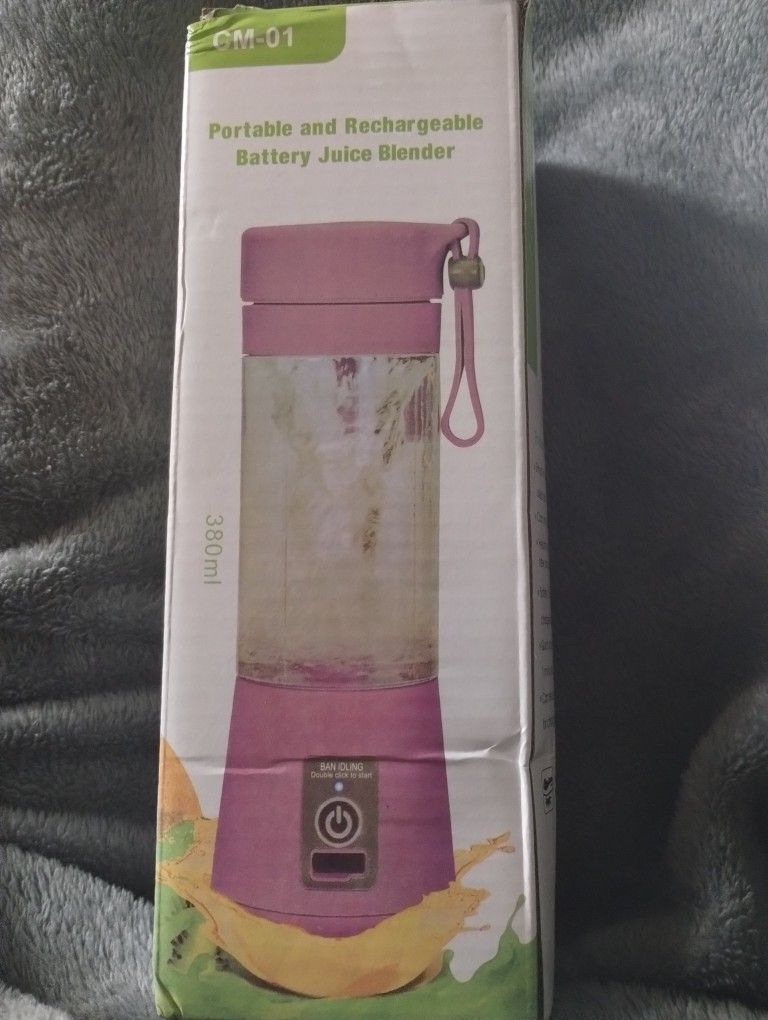 CM-01
Portable and Rechargeable
Battery Juice Blender
380ml
BAN IDLING
Double click to start